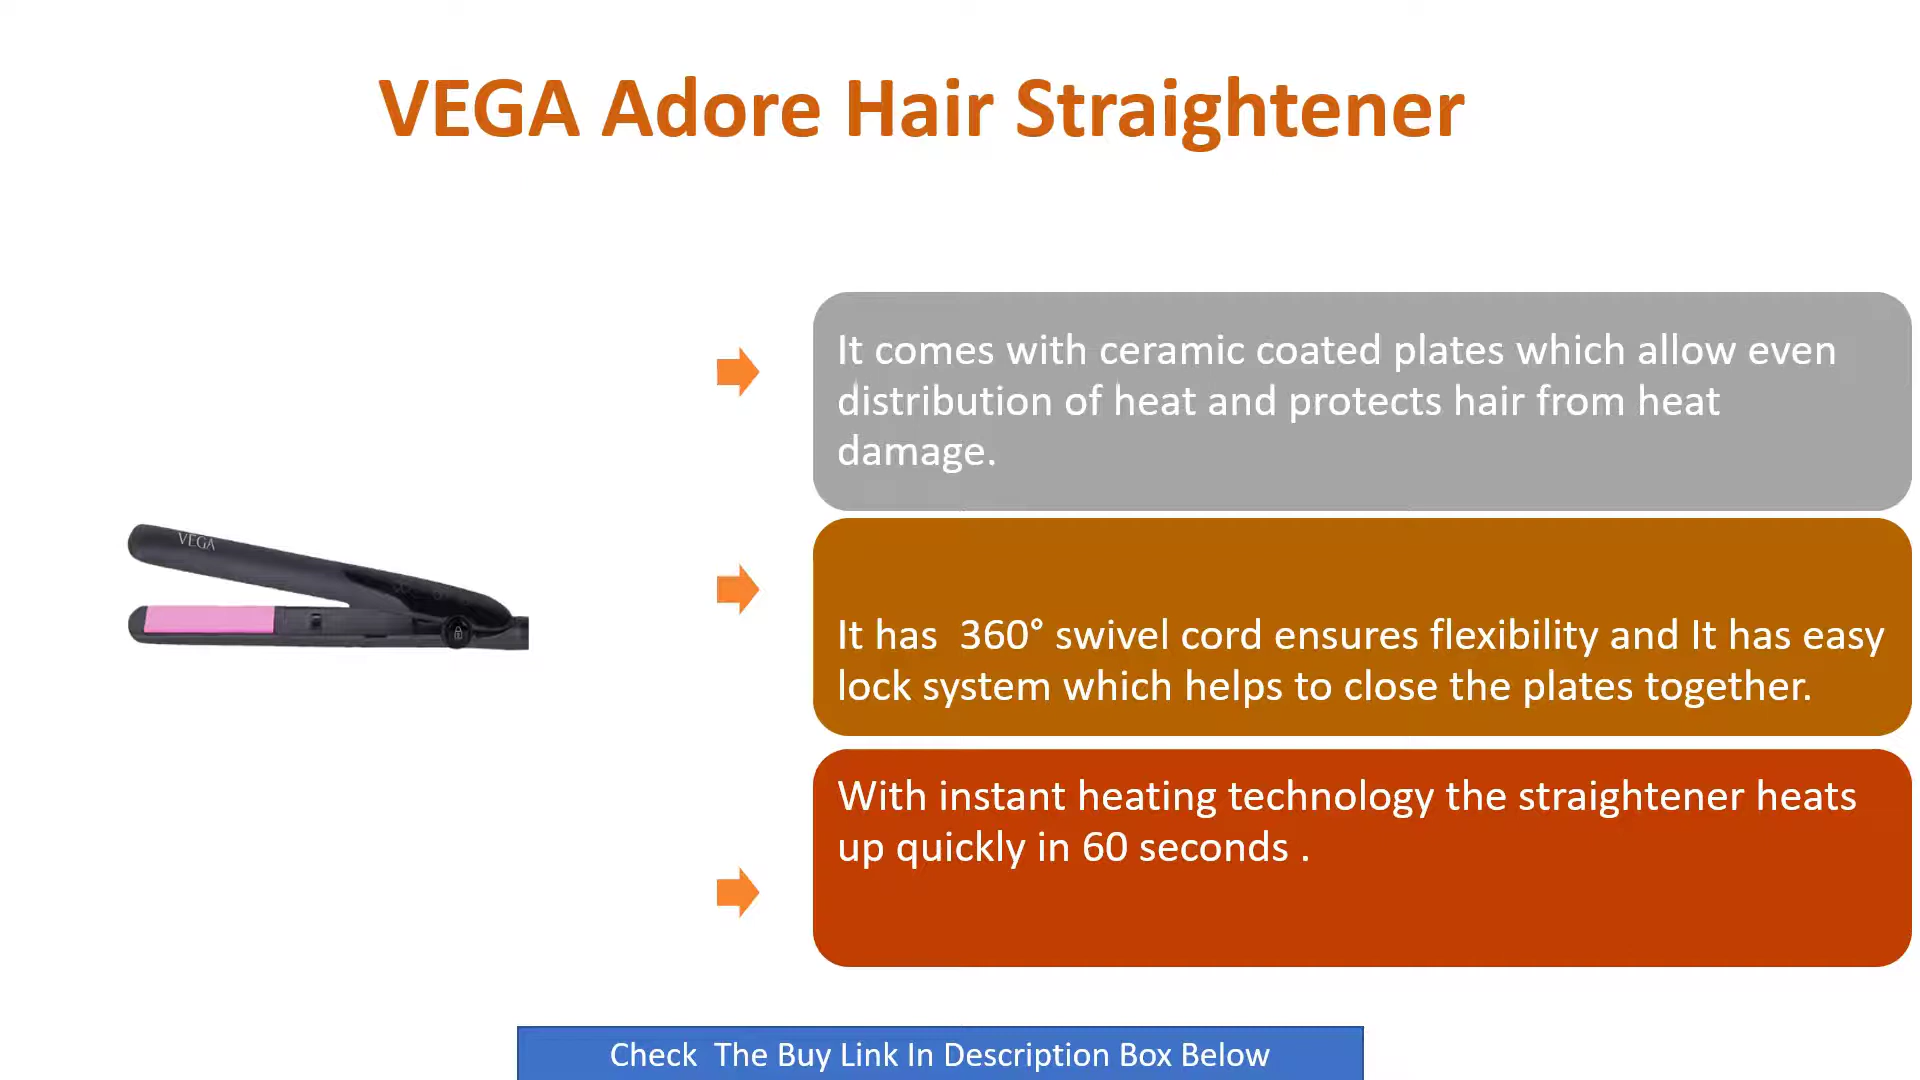 VEGA Adore Hair Straightener
It comes with ceramic coated plates which allow even
distribution of heat and protects hair from heat
damage.
VEGA
It has  360° swivel cord ensures flexibility and It has easy
lock system which helps to close the plates together.
With instant heating technology the straightener heats
up quickly in 60 seconds .
Check  The Buy Link In Description Box Below